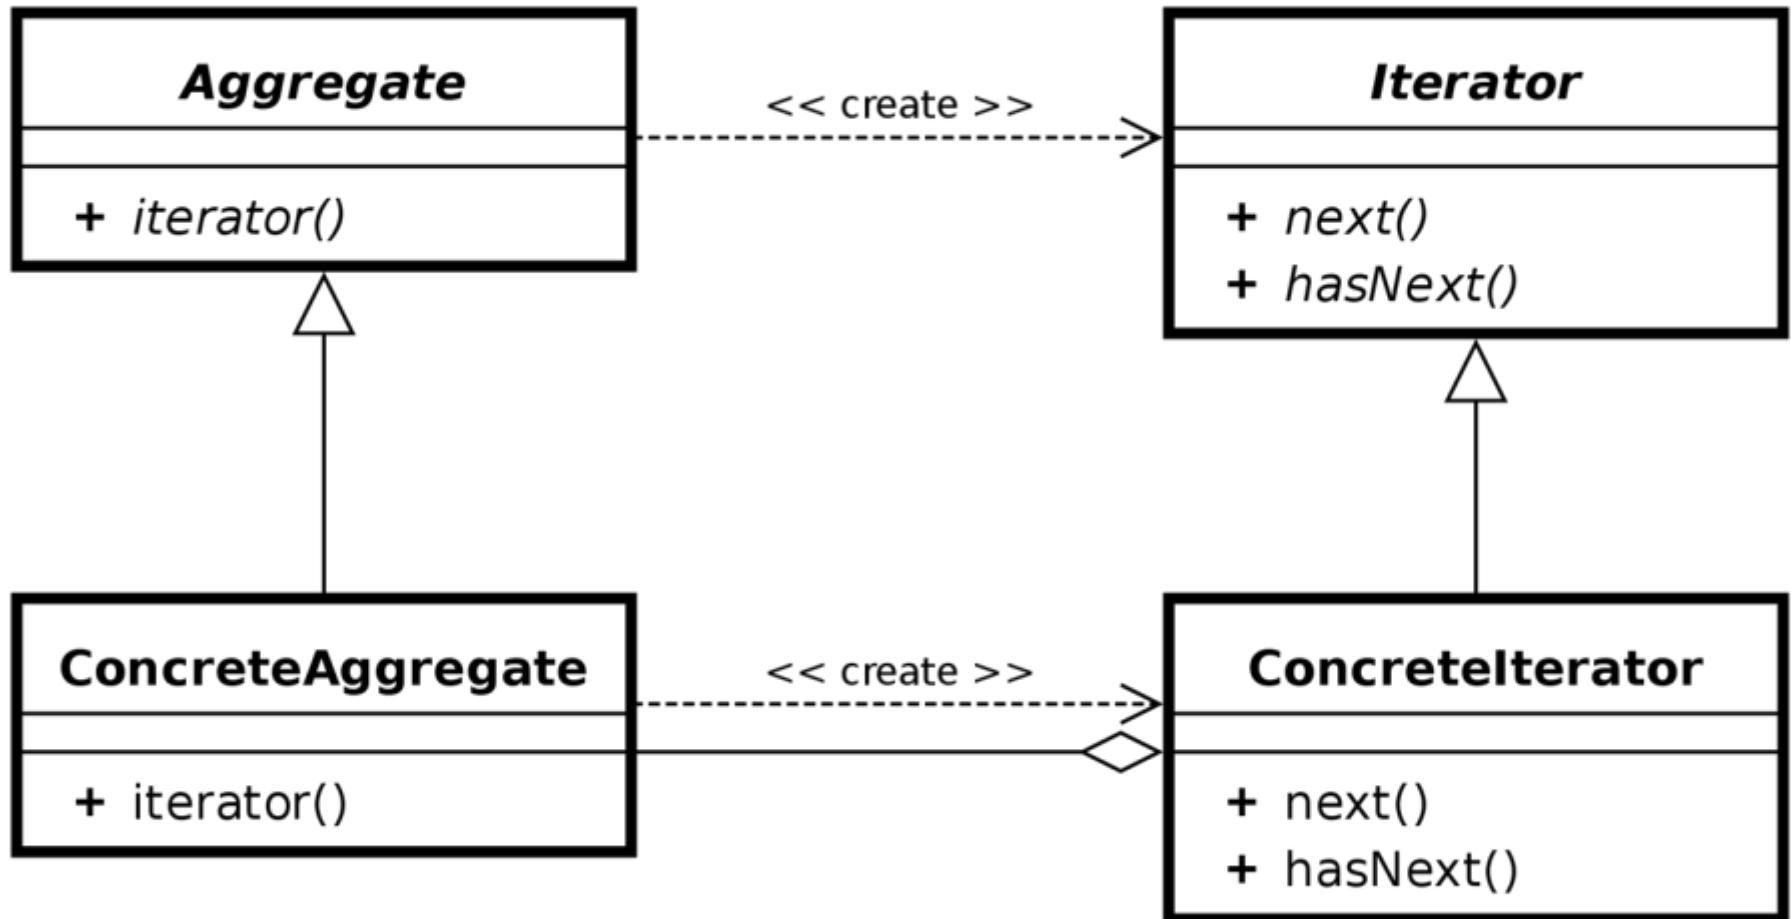 Aggregate
+ iterator()
<< create >>
Iterator
+ next()
+ hasNext()
ConcreteAggregate
+ iterator()
<< create >>
ConcreteIterator
+ next()
+ hasNext()